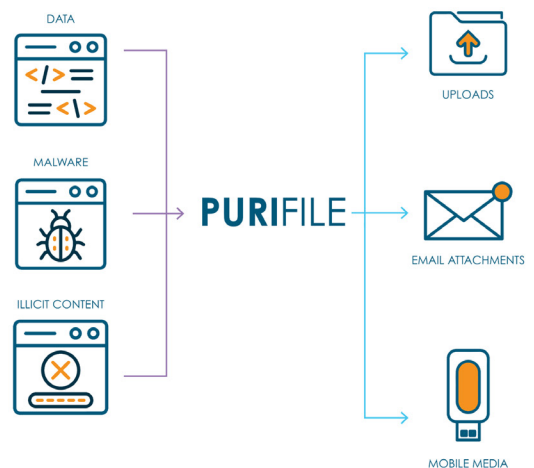 DATA
MALWARE
ILLICIT CONTENT
PURIFILE
UPLOADS
EMAIL ATTACHMENTS
MOBILE MEDIA